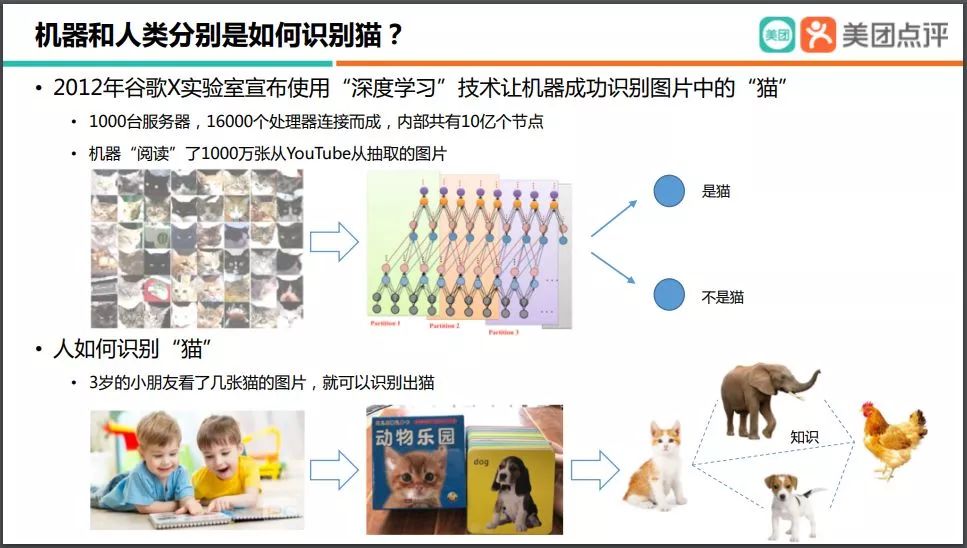 机器和人类分别是如何识别猫？
美团
美团点评
• 2012年谷歌X实验室宣布使用“深度学习”技术让机器成功识别图片中的“猫”
• 1000台服务器，16000个处理器连接而成，内部共有10亿个节点
• 机器“阅读”了1000万张从YouTube从抽取的图片
是猫
不是猫
Partition 1
Partition 2
Partition 3
• 人如何识别“猫”
• 3岁的小朋友看了几张猫的图片，就可以识别出猫
动物乐园
dog
知识